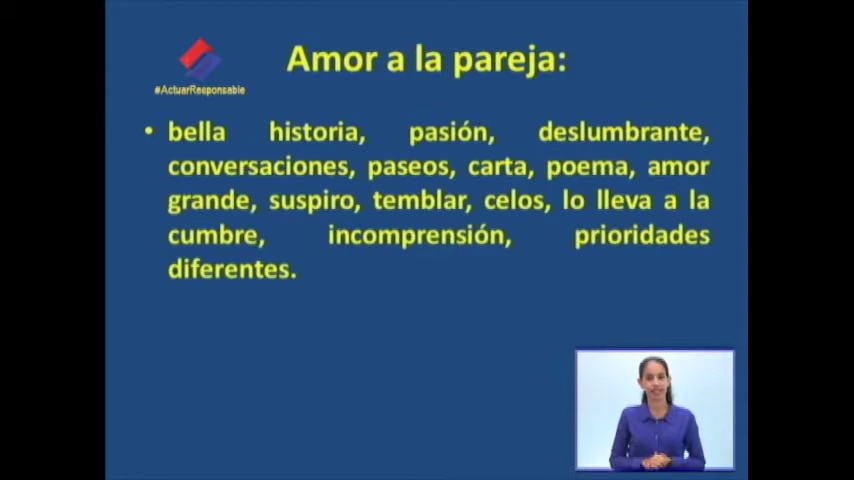 Amor a la pareja:
#ActuarResponsable
• bella historia, pasión, deslumbrante,
conversaciones, paseos, carta, poema, amor
grande, suspiro, temblar, celos, lo lleva a la
cumbre, incomprensión, prioridades
diferentes.